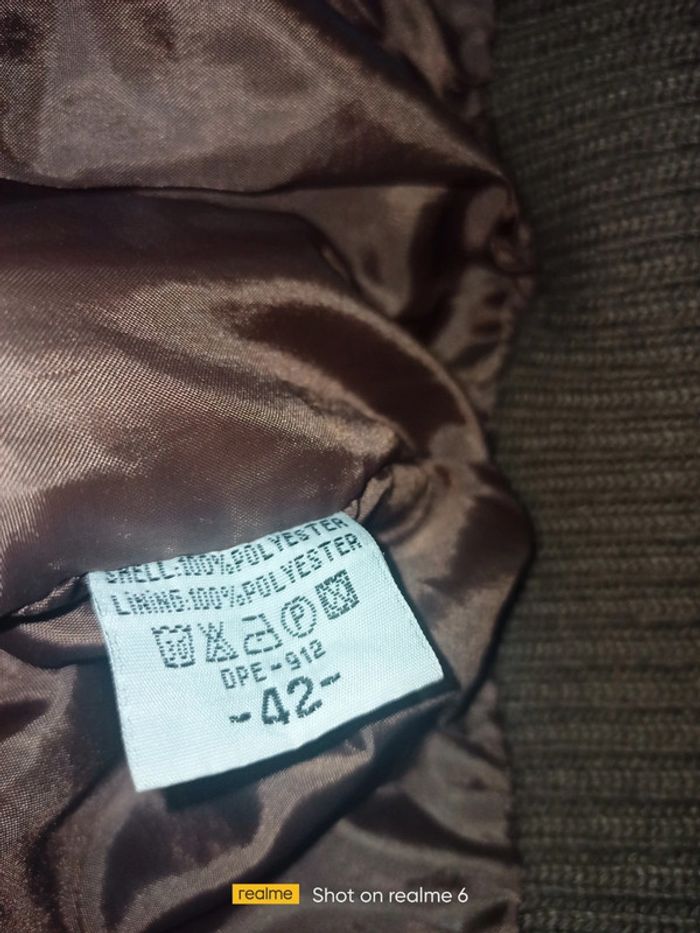 SHELL:100%POLYESTER
LINING:100%POLYESTER
P
DPE-912
-42-
realme Shot on realme 6